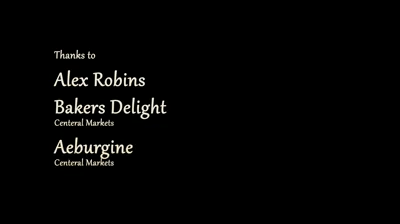 Thanks to
Alex Robins
Bakers Delight
Centeral Markets
Aeburgine
Centeral Markets